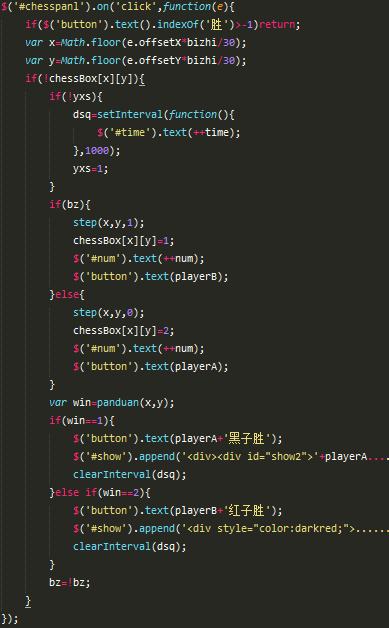 $('#chesspanl').on('click',function(e){
if($('button').text().indexOf('胜')>-1)return;
var x=Math.floor(e.offsetX*bizhi/30);
var y=Math.floor(e.offsetY*bizhi/30);
if(!chessBox[x][y]){
if(!yxs){
dsq=setInterval(function(){
$('#time').text(++time);
},1000);
yxs=1;
}
if(bz){
step(x,y,1);
chessBox[x][y]=1;
$('#num').text(++num);
$('button').text(playerB);
}else{
step(x,y,0);
chessBox[x][y]=2;
$('#num').text(++num);
$('button').text(playerA);
}
var win=panduan(x,y);
if(win==1){
$('button').text(playerA+'黑子胜');
$('#show').append('<div><div id="show2">'+playerA....
clearInterval(dsq);
}else if(win==2){
$('button').text(playerB+'红子胜');
$('#show').append('<div style="color:darkred;">......
clearInterval(dsq);
}
bz=!bz;
}
});